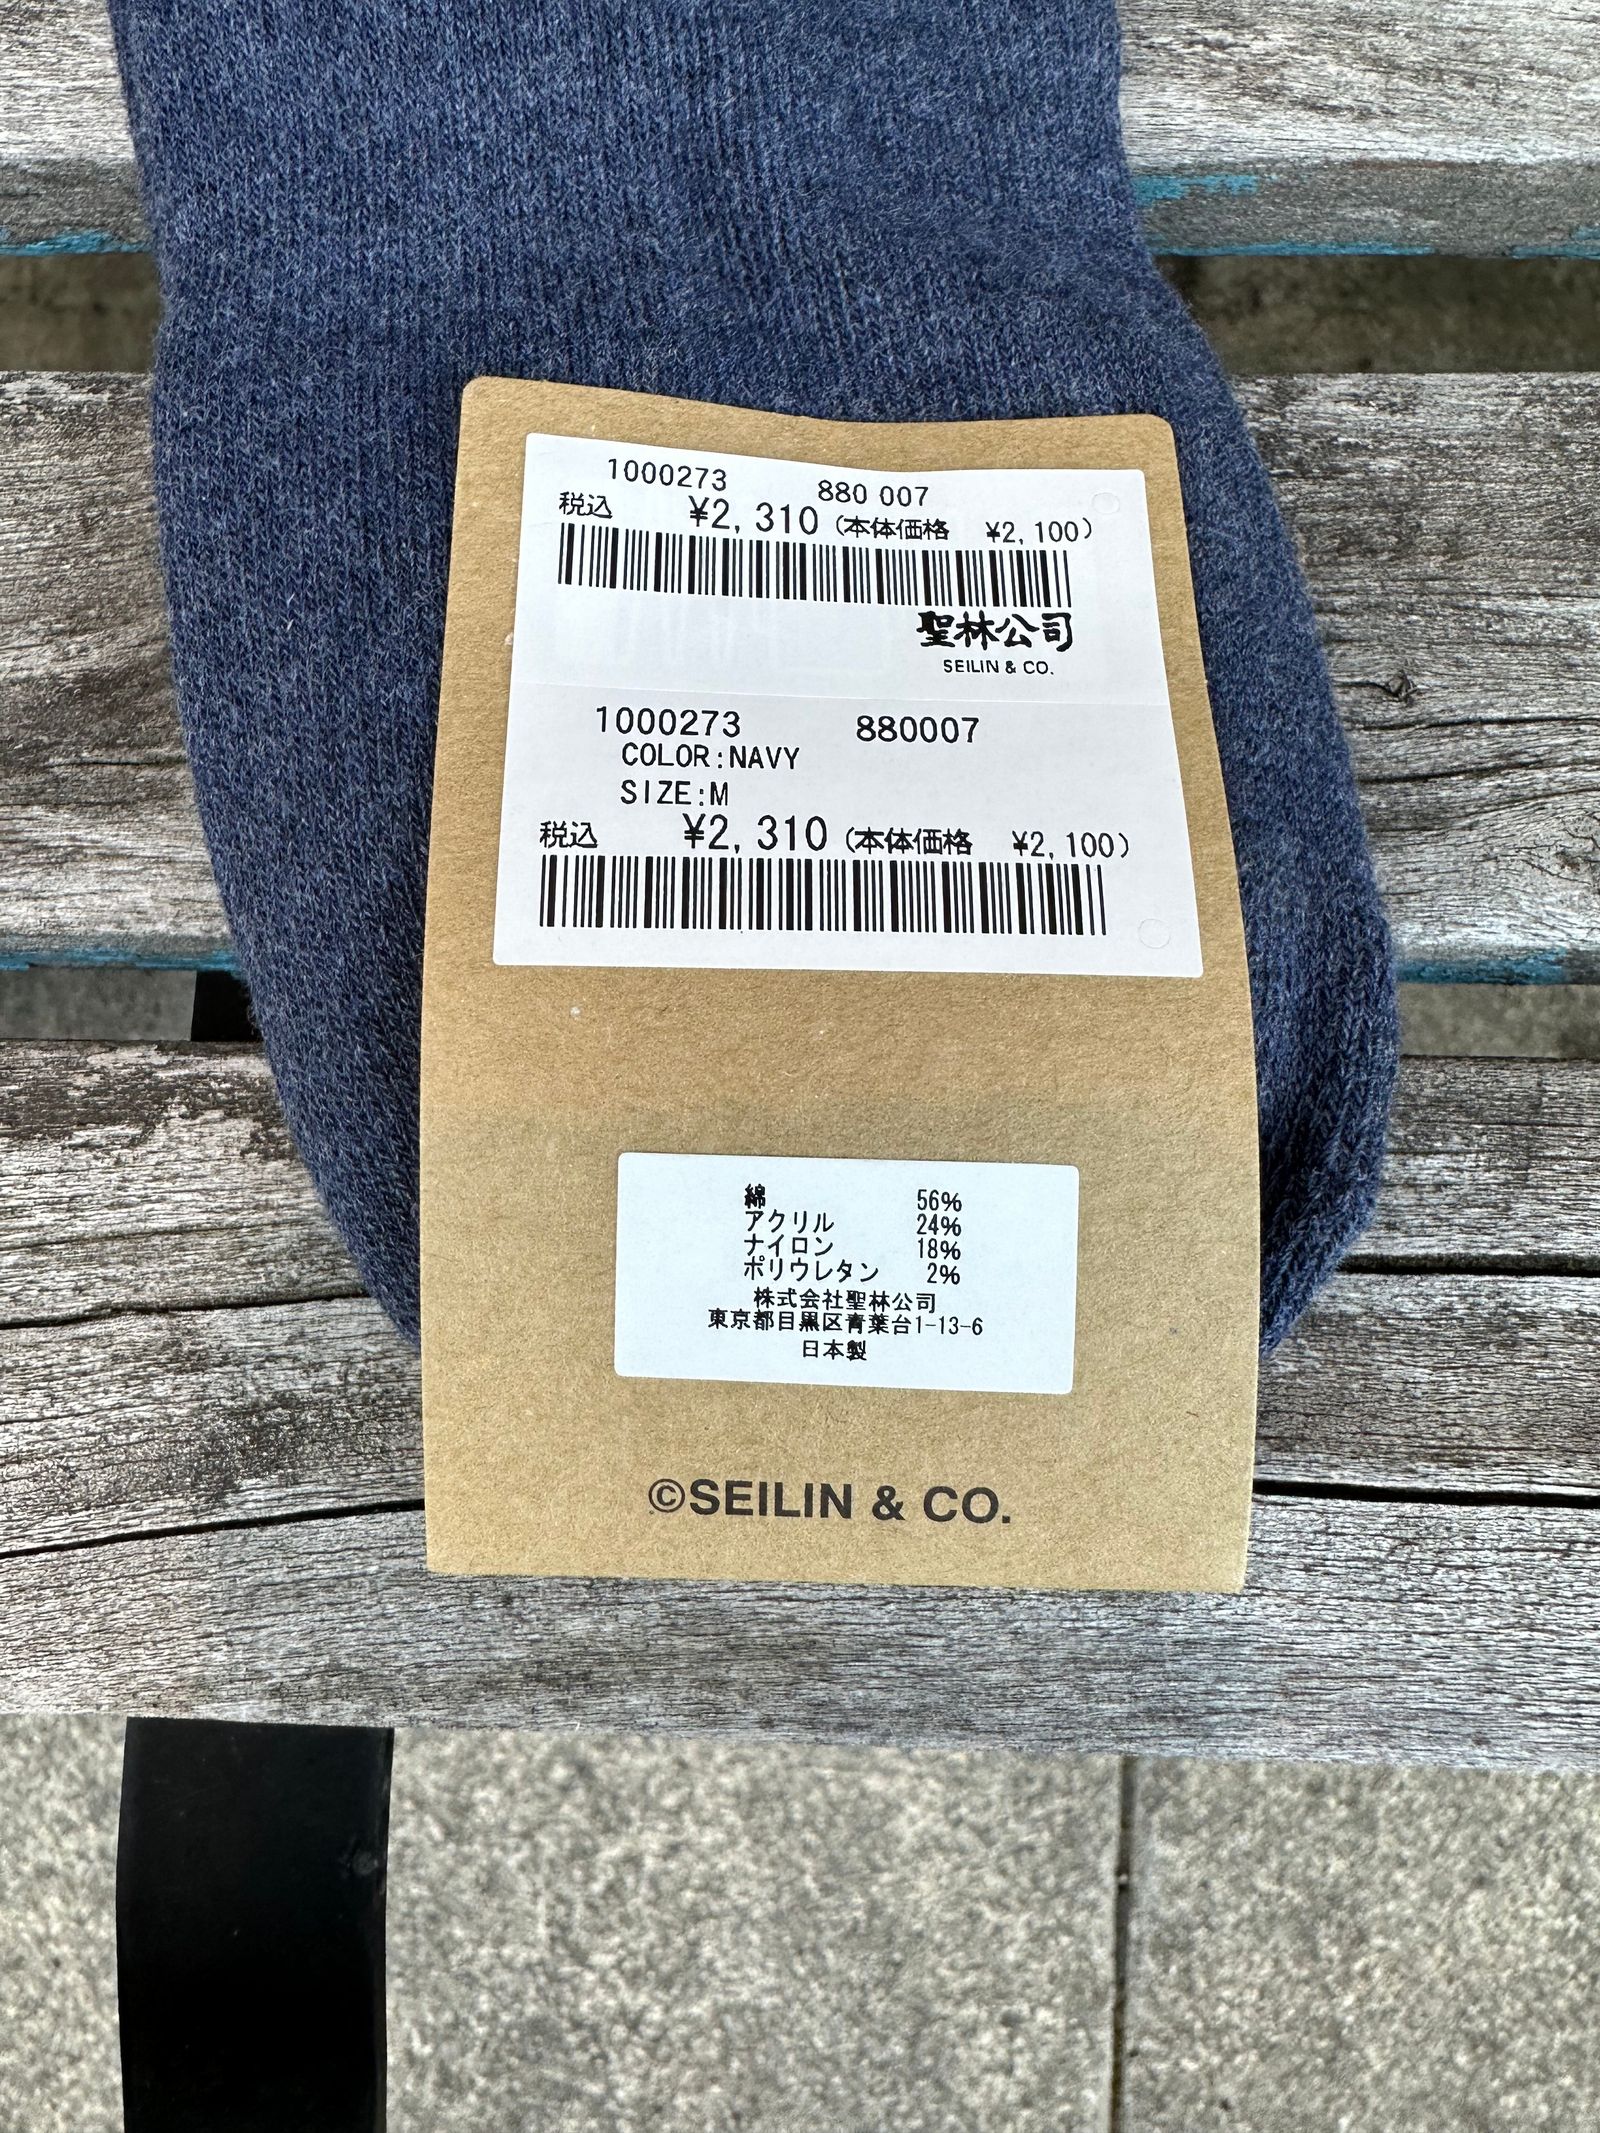 1000273 880 007
税込 ¥2,310 (本体価格 ¥2,100)
聖林公司
SEILIN & CO.
1000273 880007
COLOR:NAVY
SIZE:M
税込 ¥2,310 (本体価格 ¥2,100)
綿 56%
アクリル 24%
ナイロン 18%
ポリウレタン 2%
株式会社聖林公司
東京都目黒区青葉台1-13-6
日本製
©SEILIN & CO.